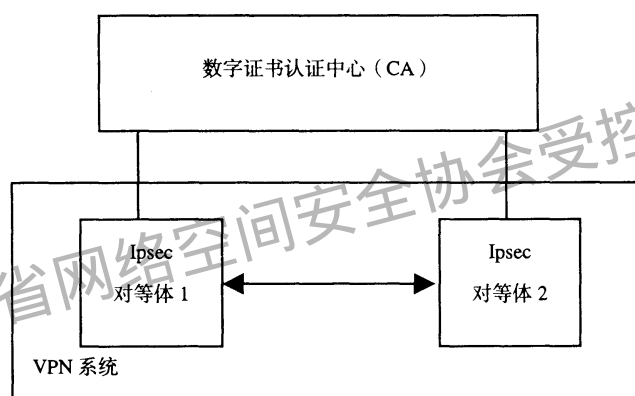 数字证书认证中心（CA）
省网络空间安全协会受控
Ipsec
对等体 1
Ipsec
对等体 2
VPN 系统